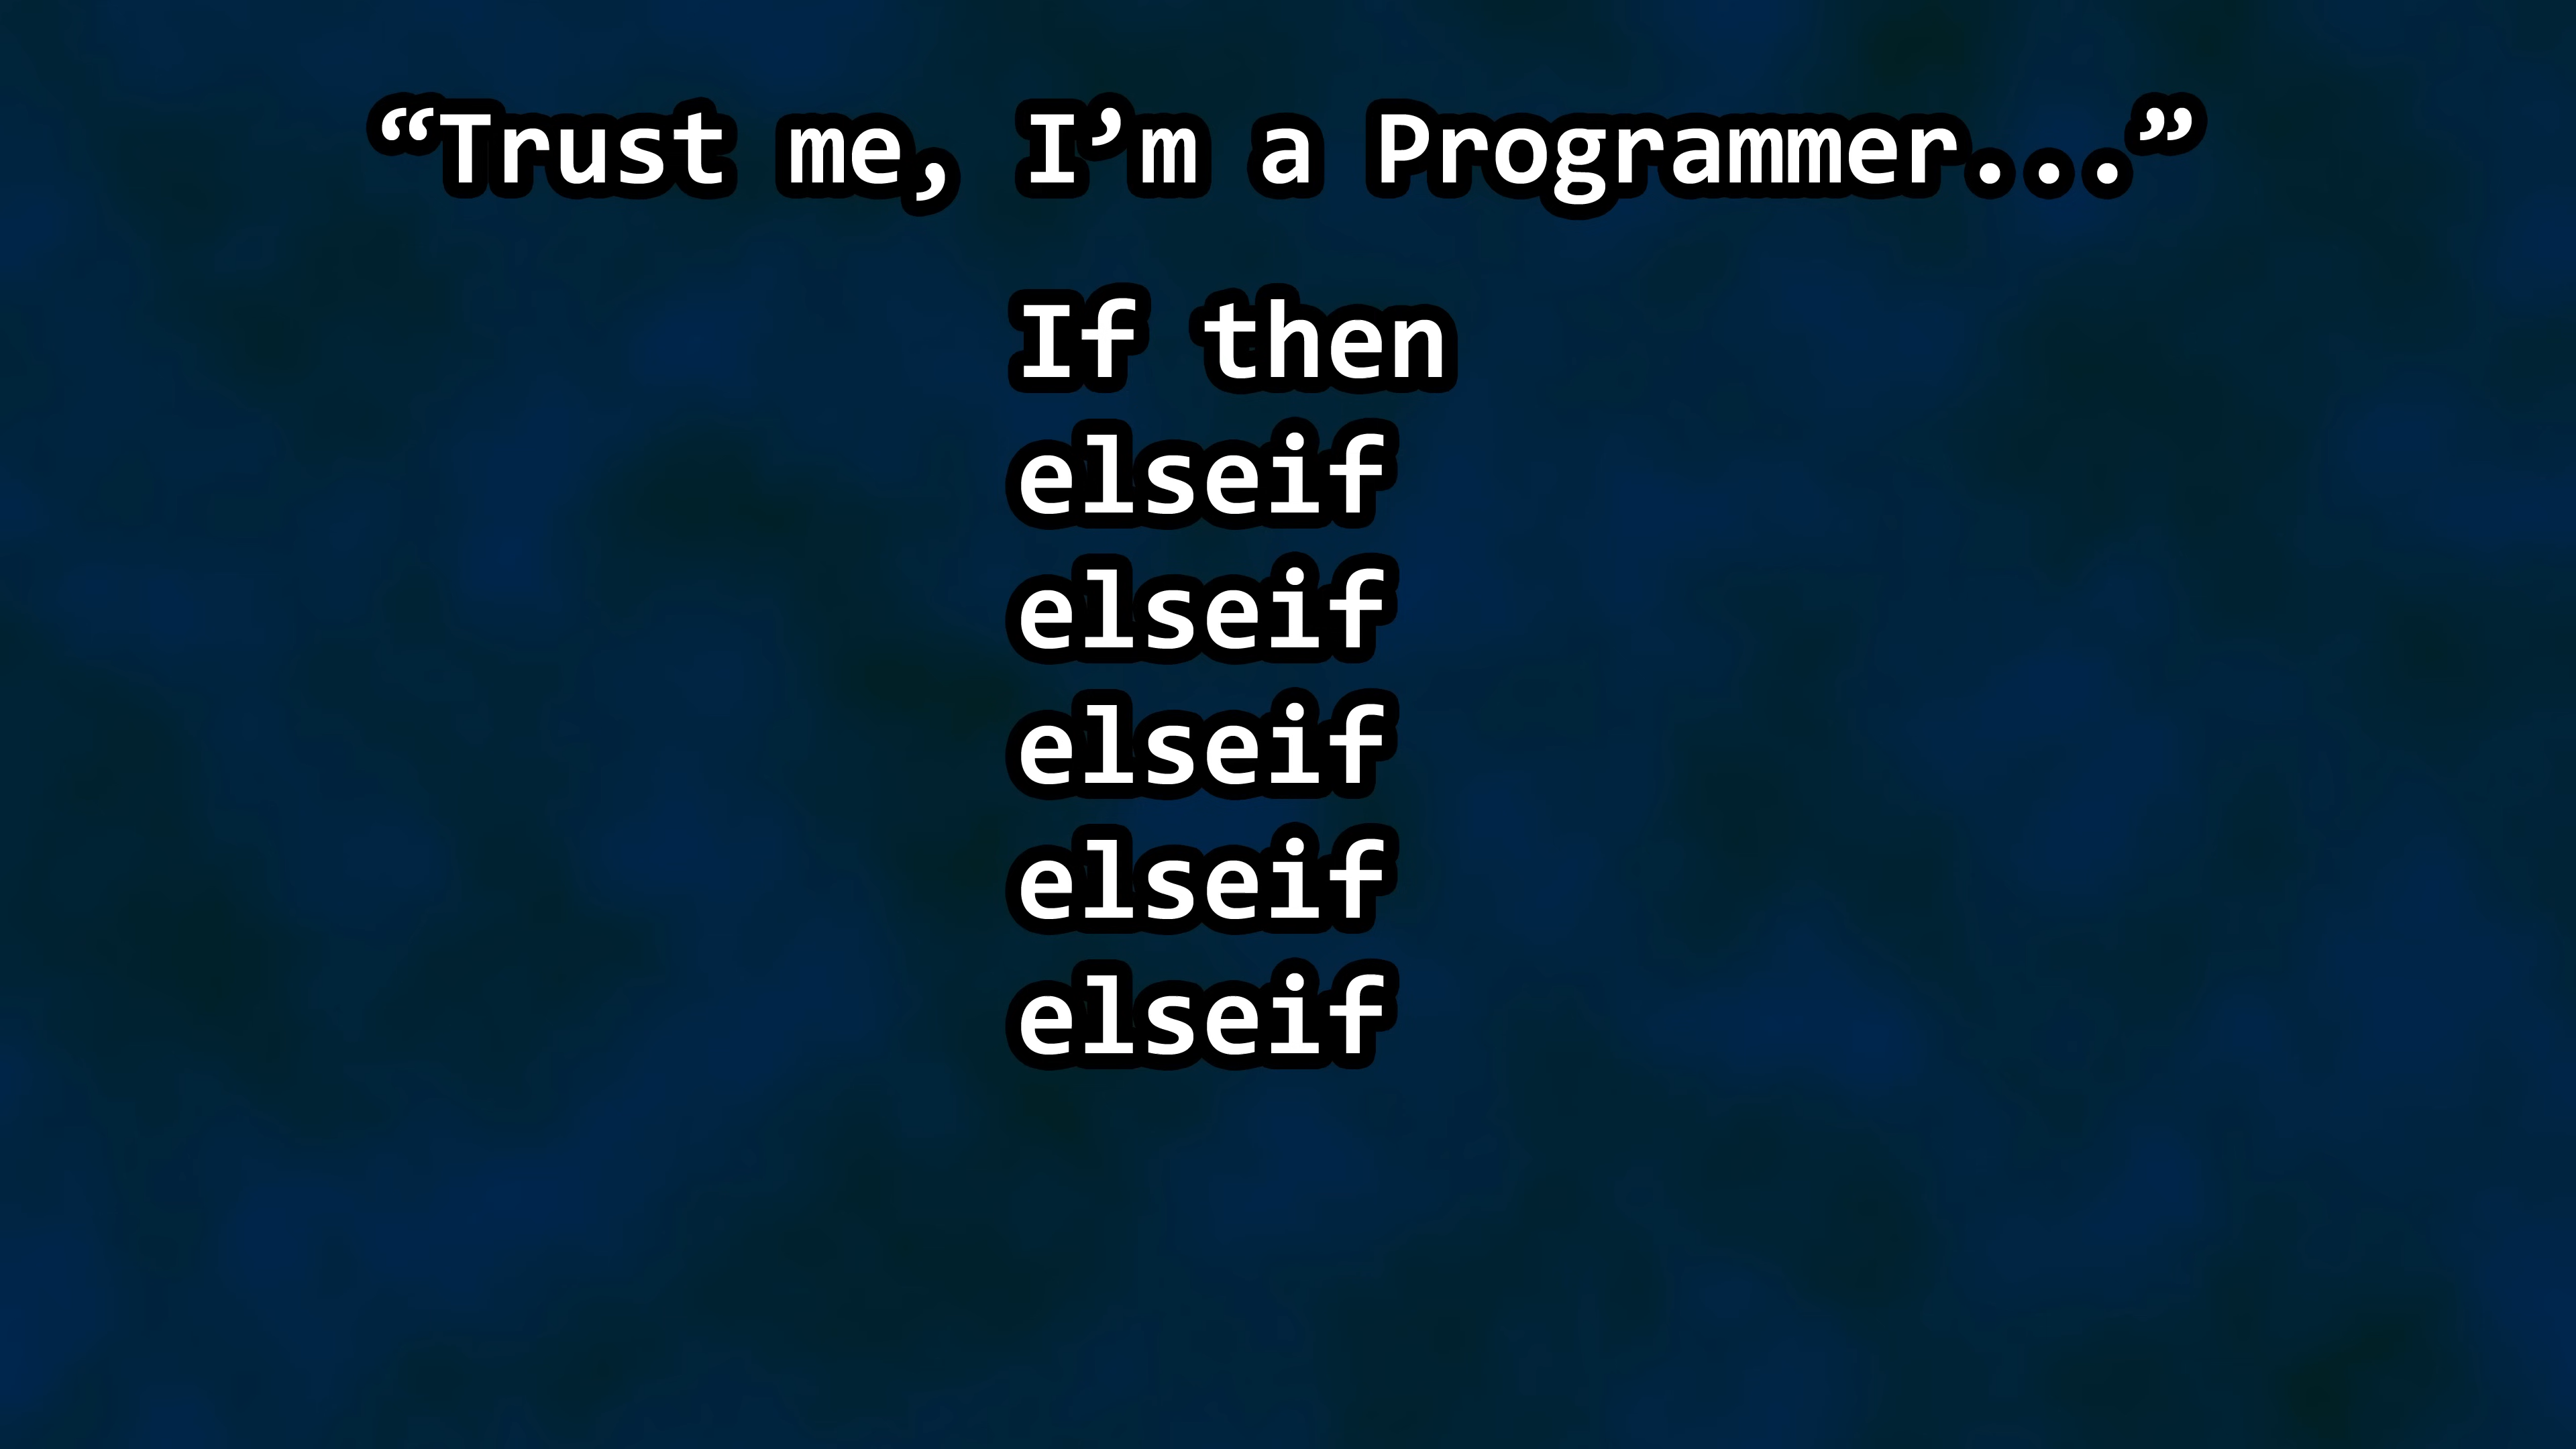 “Trust me, I’m a Programmer...”
If then
elseif
elseif
elseif
elseif
elseif